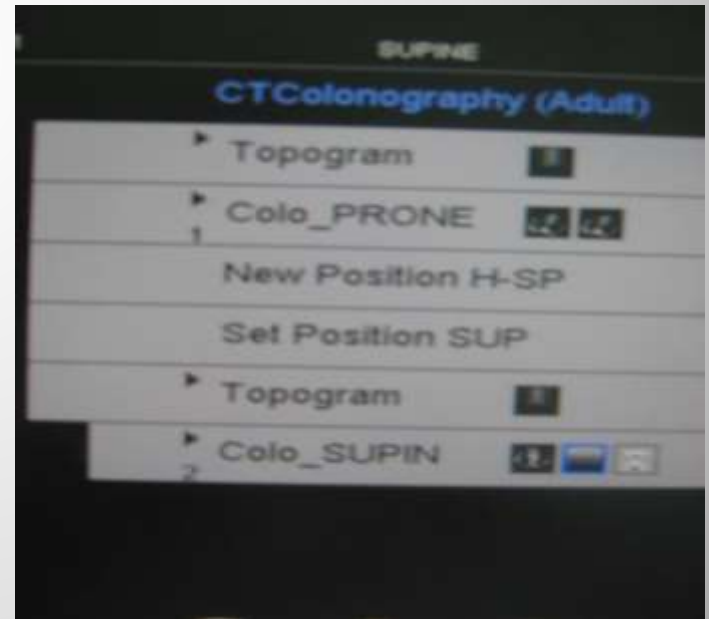 SUPINE
CTColonography (Adult)
Topogram
Colo_PRONE
1
New Position H-SP
Set Position SUP
Topogram
Colo_SUPIN
2